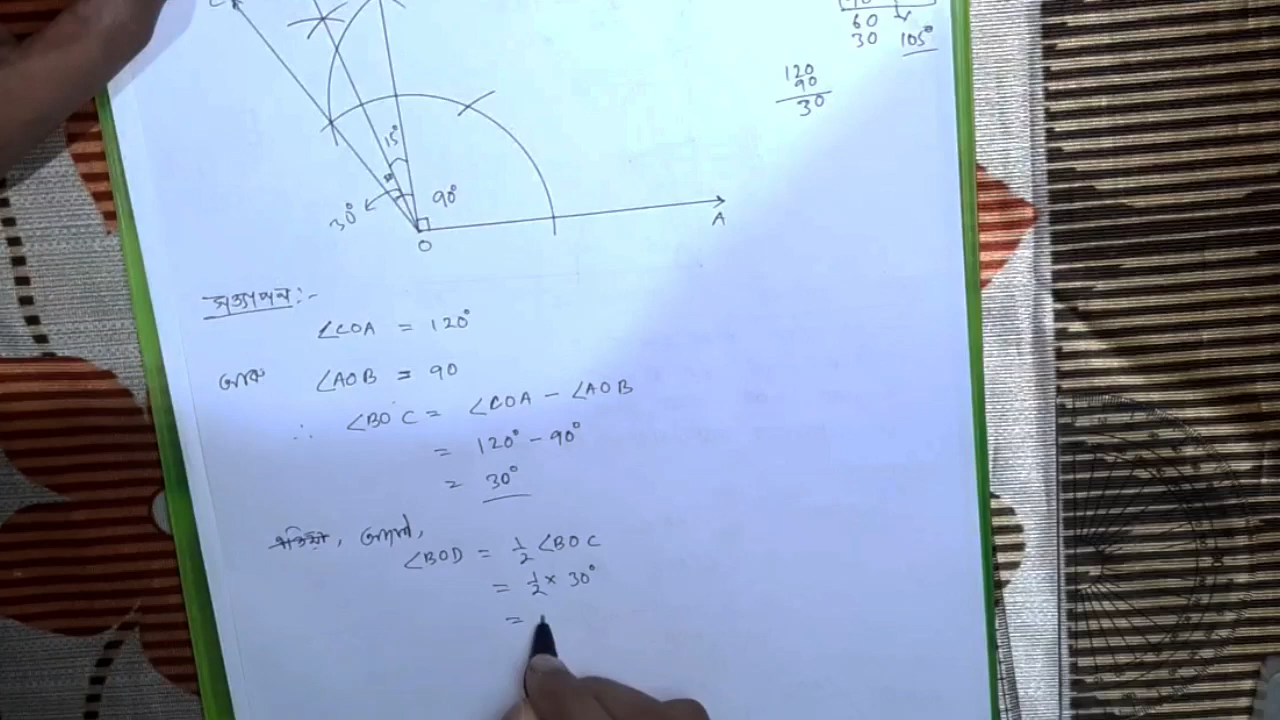 60
30 105°
120
90
30
15°
30° 90°
O
A
∠COA = 120°
∠AOB = 90
∴ ∠BOC = ∠COA - ∠AOB
= 120° - 90°
= 30°
∠BOD = 1/2 ∠BOC
= 1/2 × 30°
=